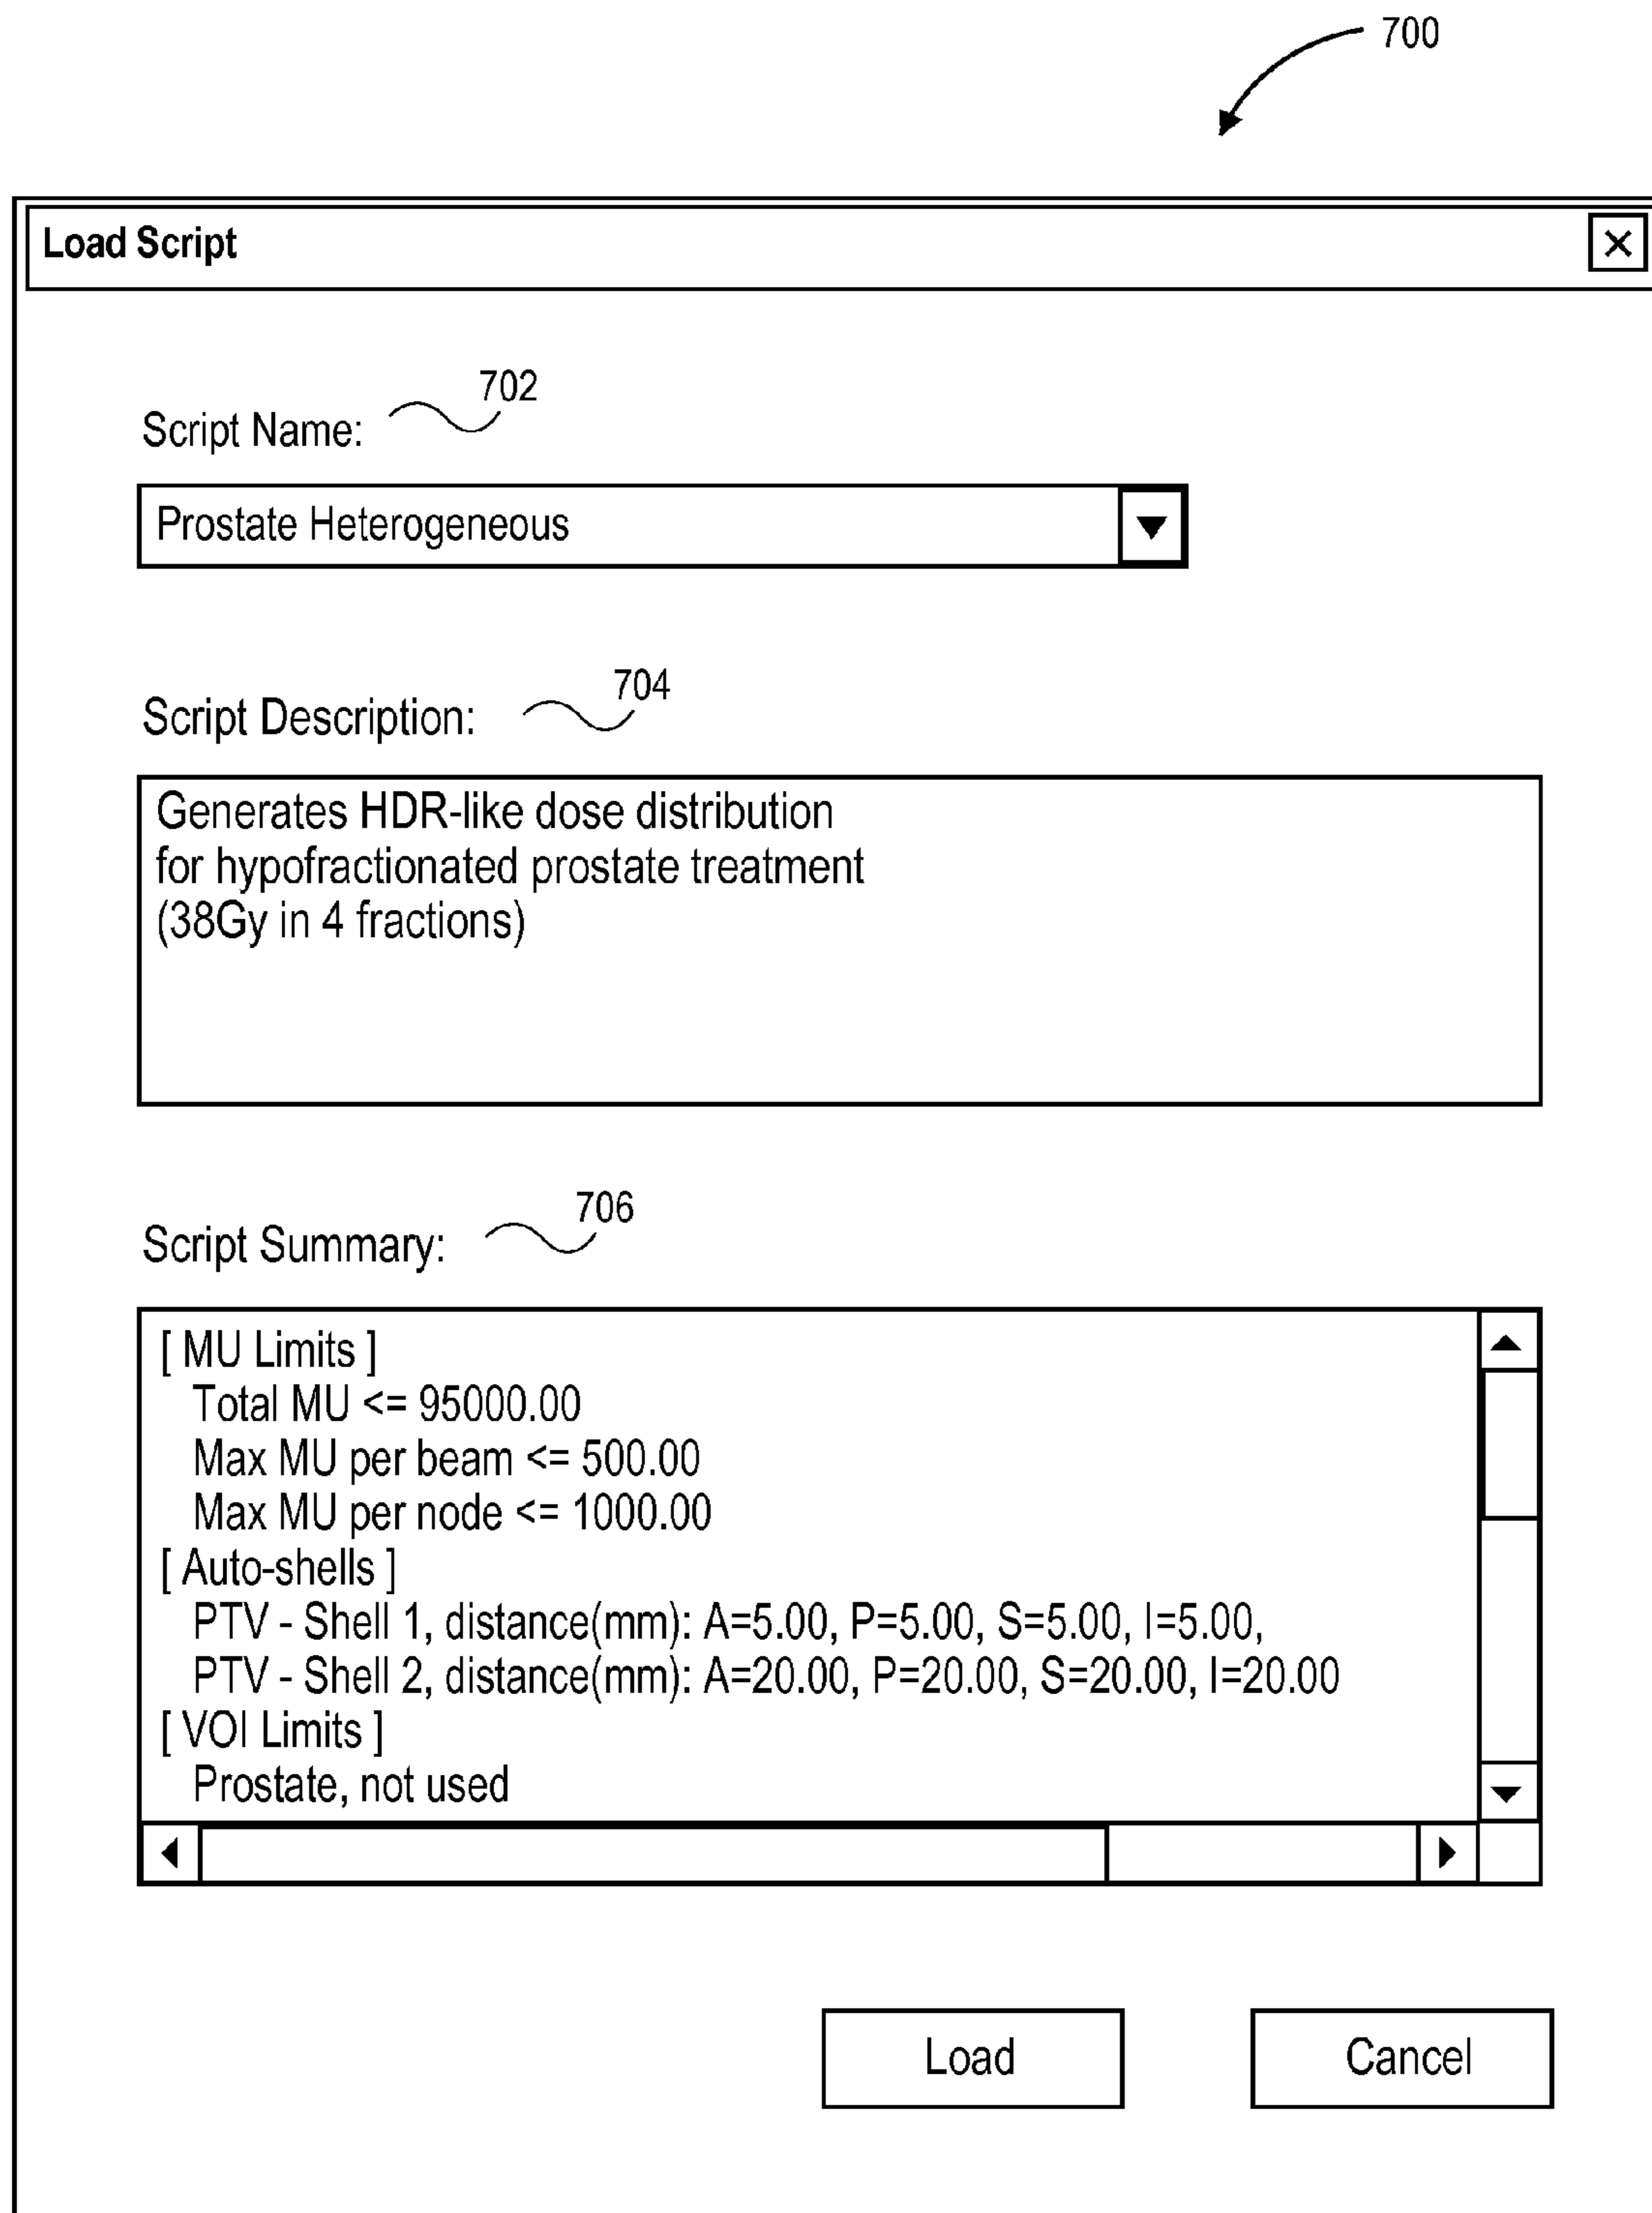 700
Load Script
702
Script Name:
Prostate Heterogeneous
704
Script Description:
Generates HDR-like dose distribution
for hypofractionated prostate treatment
(38Gy in 4 fractions)
706
Script Summary:
[ MU Limits ]
Total MU <= 95000.00
Max MU per beam <= 500.00
Max MU per node <= 1000.00
[ Auto-shells ]
PTV - Shell 1, distance(mm): A=5.00, P=5.00, S=5.00, I=5.00,
PTV - Shell 2, distance(mm): A=20.00, P=20.00, S=20.00, I=20.00
[ VOI Limits ]
Prostate, not used
Load Cancel